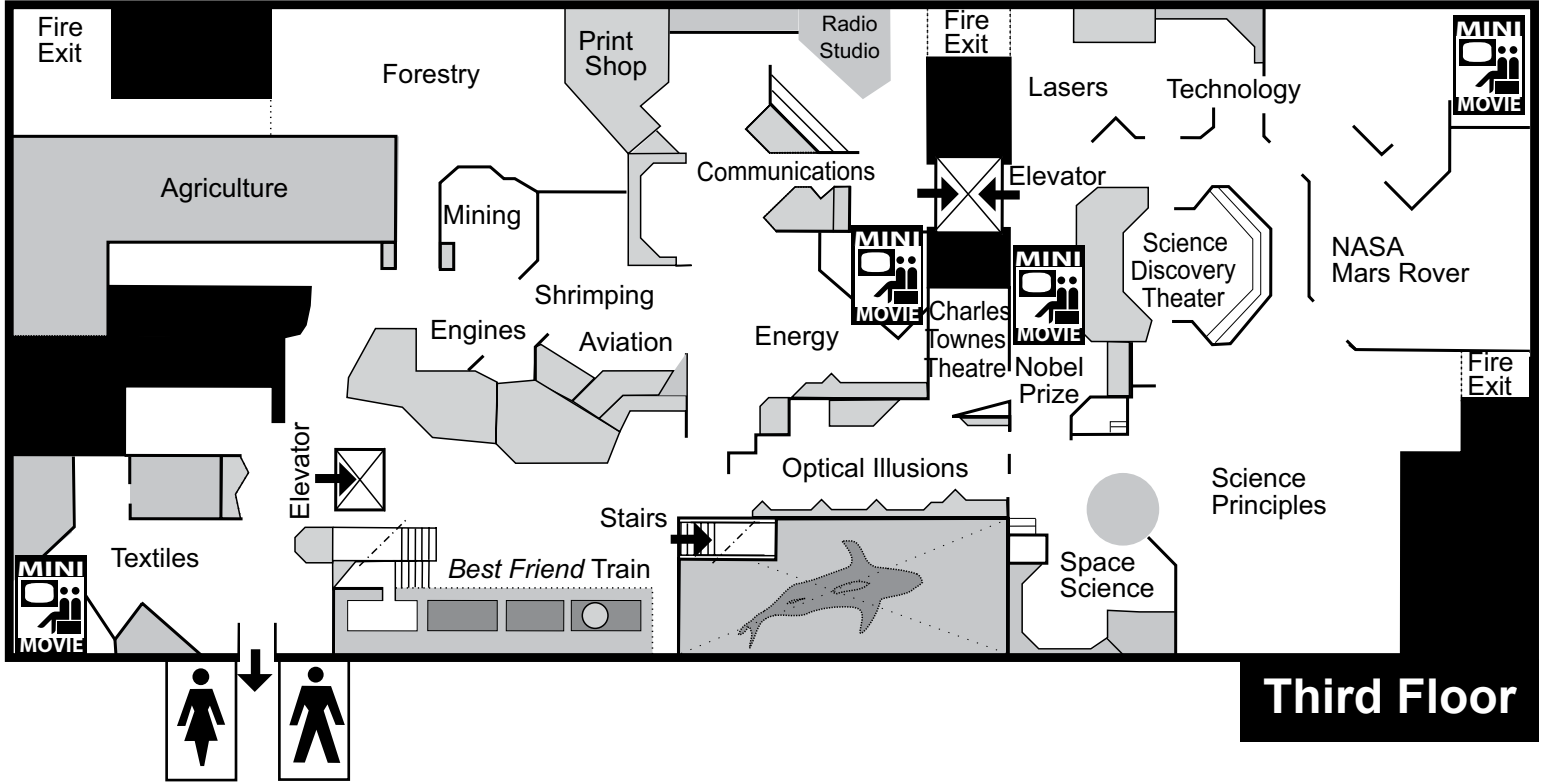 Fire
Exit
Forestry
Print
Shop
Radio
Studio
Fire
Exit
Lasers
Technology
MINI
MOVIE
Agriculture
Mining
Communications
Elevator
Science
Discovery
Theater
NASA
Mars Rover
MINI
MOVIE
MINI
MOVIE
Shrimping
Engines
Aviation
Energy
Charles
Townes
Theatre
Nobel
Prize
Fire
Exit
Elevator
Optical Illusions
Science
Principles
Stairs
Textiles
Best Friend Train
Space
Science
MINI
MOVIE
Third Floor